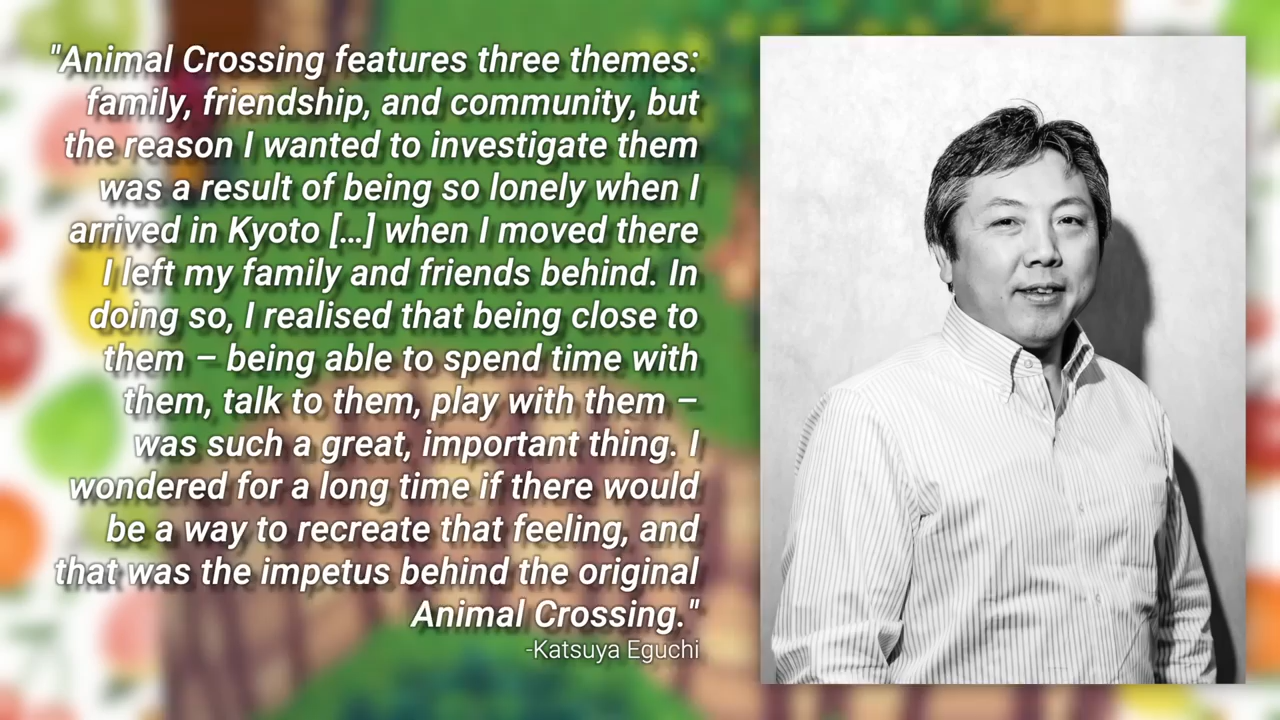 "Animal Crossing features three themes:
family, friendship, and community, but
the reason I wanted to investigate them
was a result of being so lonely when I
arrived in Kyoto [...] when I moved there
I left my family and friends behind. In
doing so, I realised that being close to
them – being able to spend time with
them, talk to them, play with them –
was such a great, important thing. I
wondered for a long time if there would
be a way to recreate that feeling, and
that was the impetus behind the original
Animal Crossing."
-Katsuya Eguchi